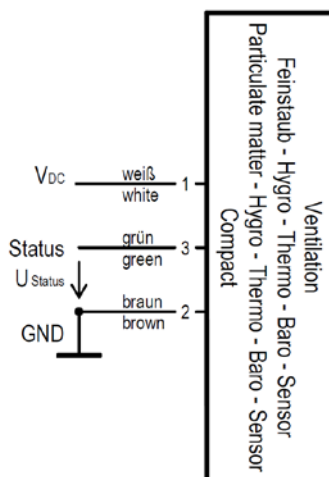 VDC
weiß
white
1
Status
grün
green
3
U Status
braun
brown
2
GND
Ventilation
Feinstaub - Hygro - Thermo - Baro - Sensor
Particulate matter - Hygro - Thermo - Baro - Sensor
Compact